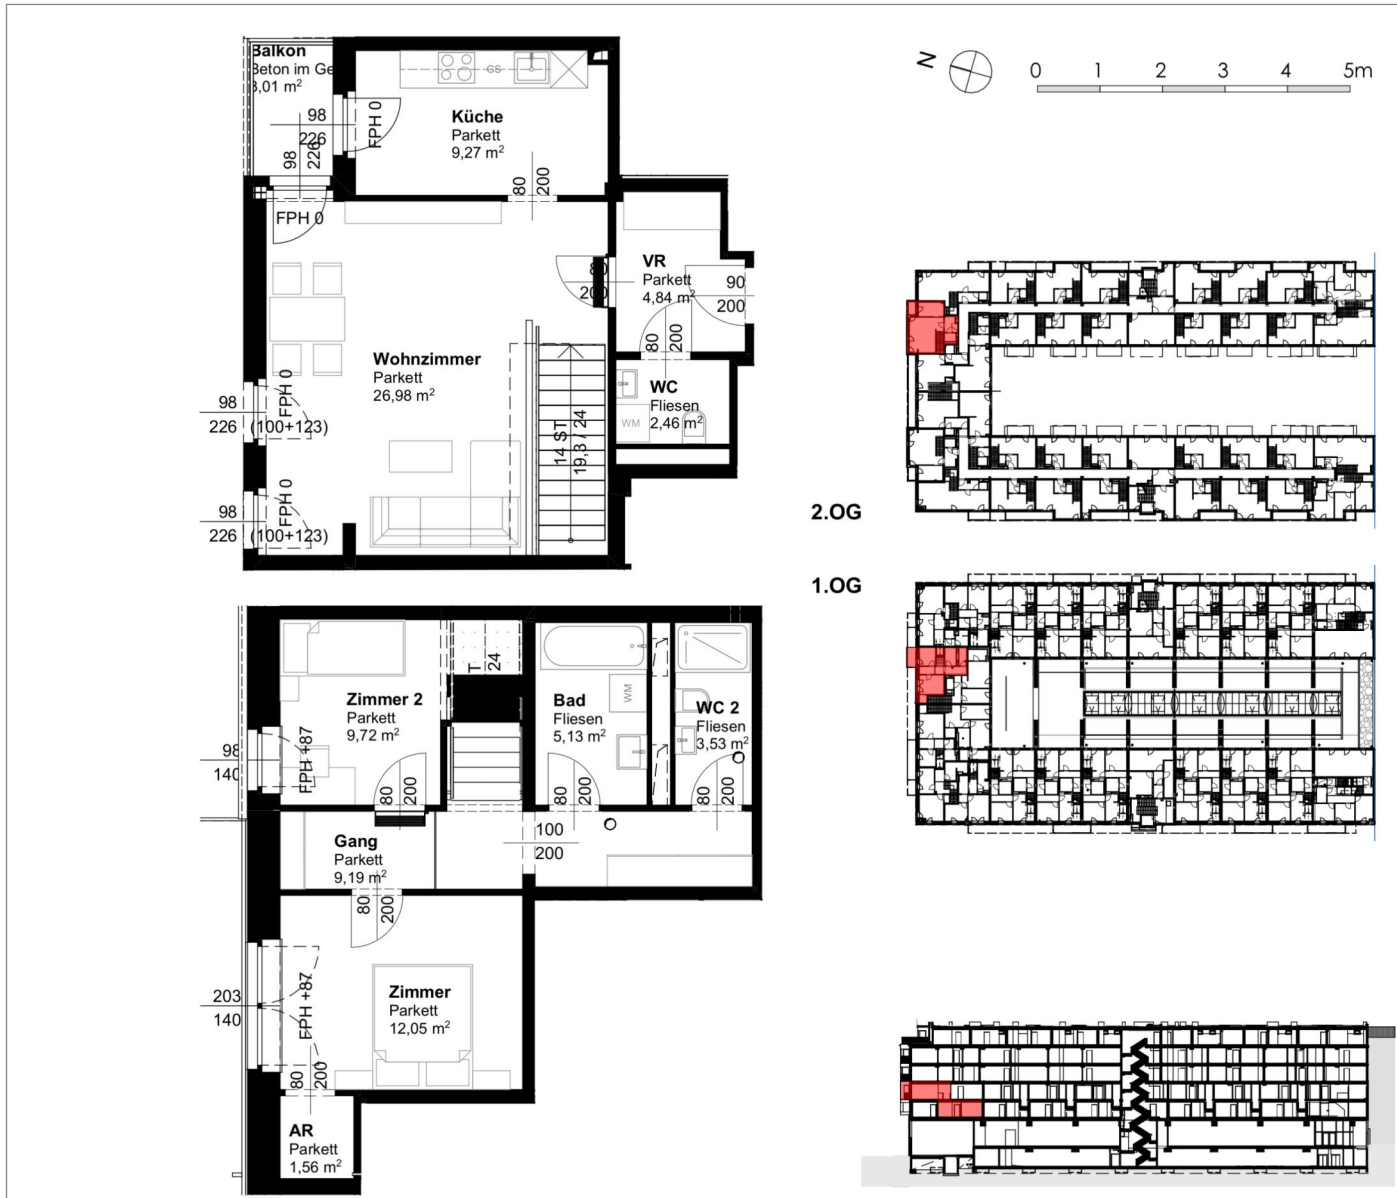 Balkon
Beton im Ge
3,01 m²
98
226
FPH 0
98
226
FPH 0
GS
Küche
Parkett
9,27 m²
80
200
VR
Parkett
4,84 m²
80
200
90
200
80
200
WC
Fliesen
2,46 m²
WM
Wohnzimmer
Parkett
26,98 m²
14 ST
19,3 / 24
98
226 (100+123)
FPH 0
98
226 (100+123)
FPH 0
N
0 1 2 3 4 5m
2.OG
1.OG
Zimmer 2
Parkett
9,72 m²
24
98
140
FPH +87
80
200
Bad
Fliesen
5,13 m²
WM
80
200
WC 2
Fliesen
3,53 m²
80
200
Gang
Parkett
9,19 m²
100
200
80
200
Zimmer
Parkett
12,05 m²
203
140
FPH +87
80
200
AR
Parkett
1,56 m²